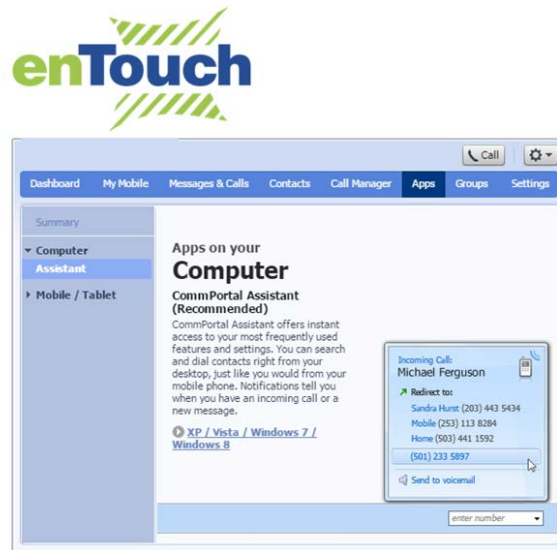 enTouch
Call
Dashboard My Mobile Messages & Calls Contacts Call Manager Apps Groups Settings
Summary
Computer
Assistant
Mobile / Tablet
Apps on your
Computer
CommPortal Assistant
(Recommended)
CommPortal Assistant offers instant
access to your most frequently used
features and settings. You can search
and dial contacts right from your
desktop, just like you would from your
mobile phone. Notifications tell you
when you have an incoming call or a
new message.
XP / Vista / Windows 7 /
Windows 8
Incoming Call:
Michael Ferguson
Redirect to:
Sandra Hurst (203) 443 5434
Mobile (253) 113 8284
Home (503) 441 1592
(501) 233 5897
Send to voicemail
enter number